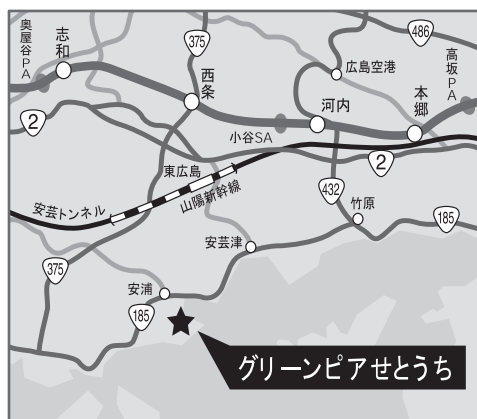 奥屋谷PA
志和
375
西条
486
広島空港
高坂PA
本郷
河内
小谷SA
2
2
東広島
山陽新幹線
安芸トンネル
432
竹原
185
安芸津
375
安浦
185
グリーンピアせとうち